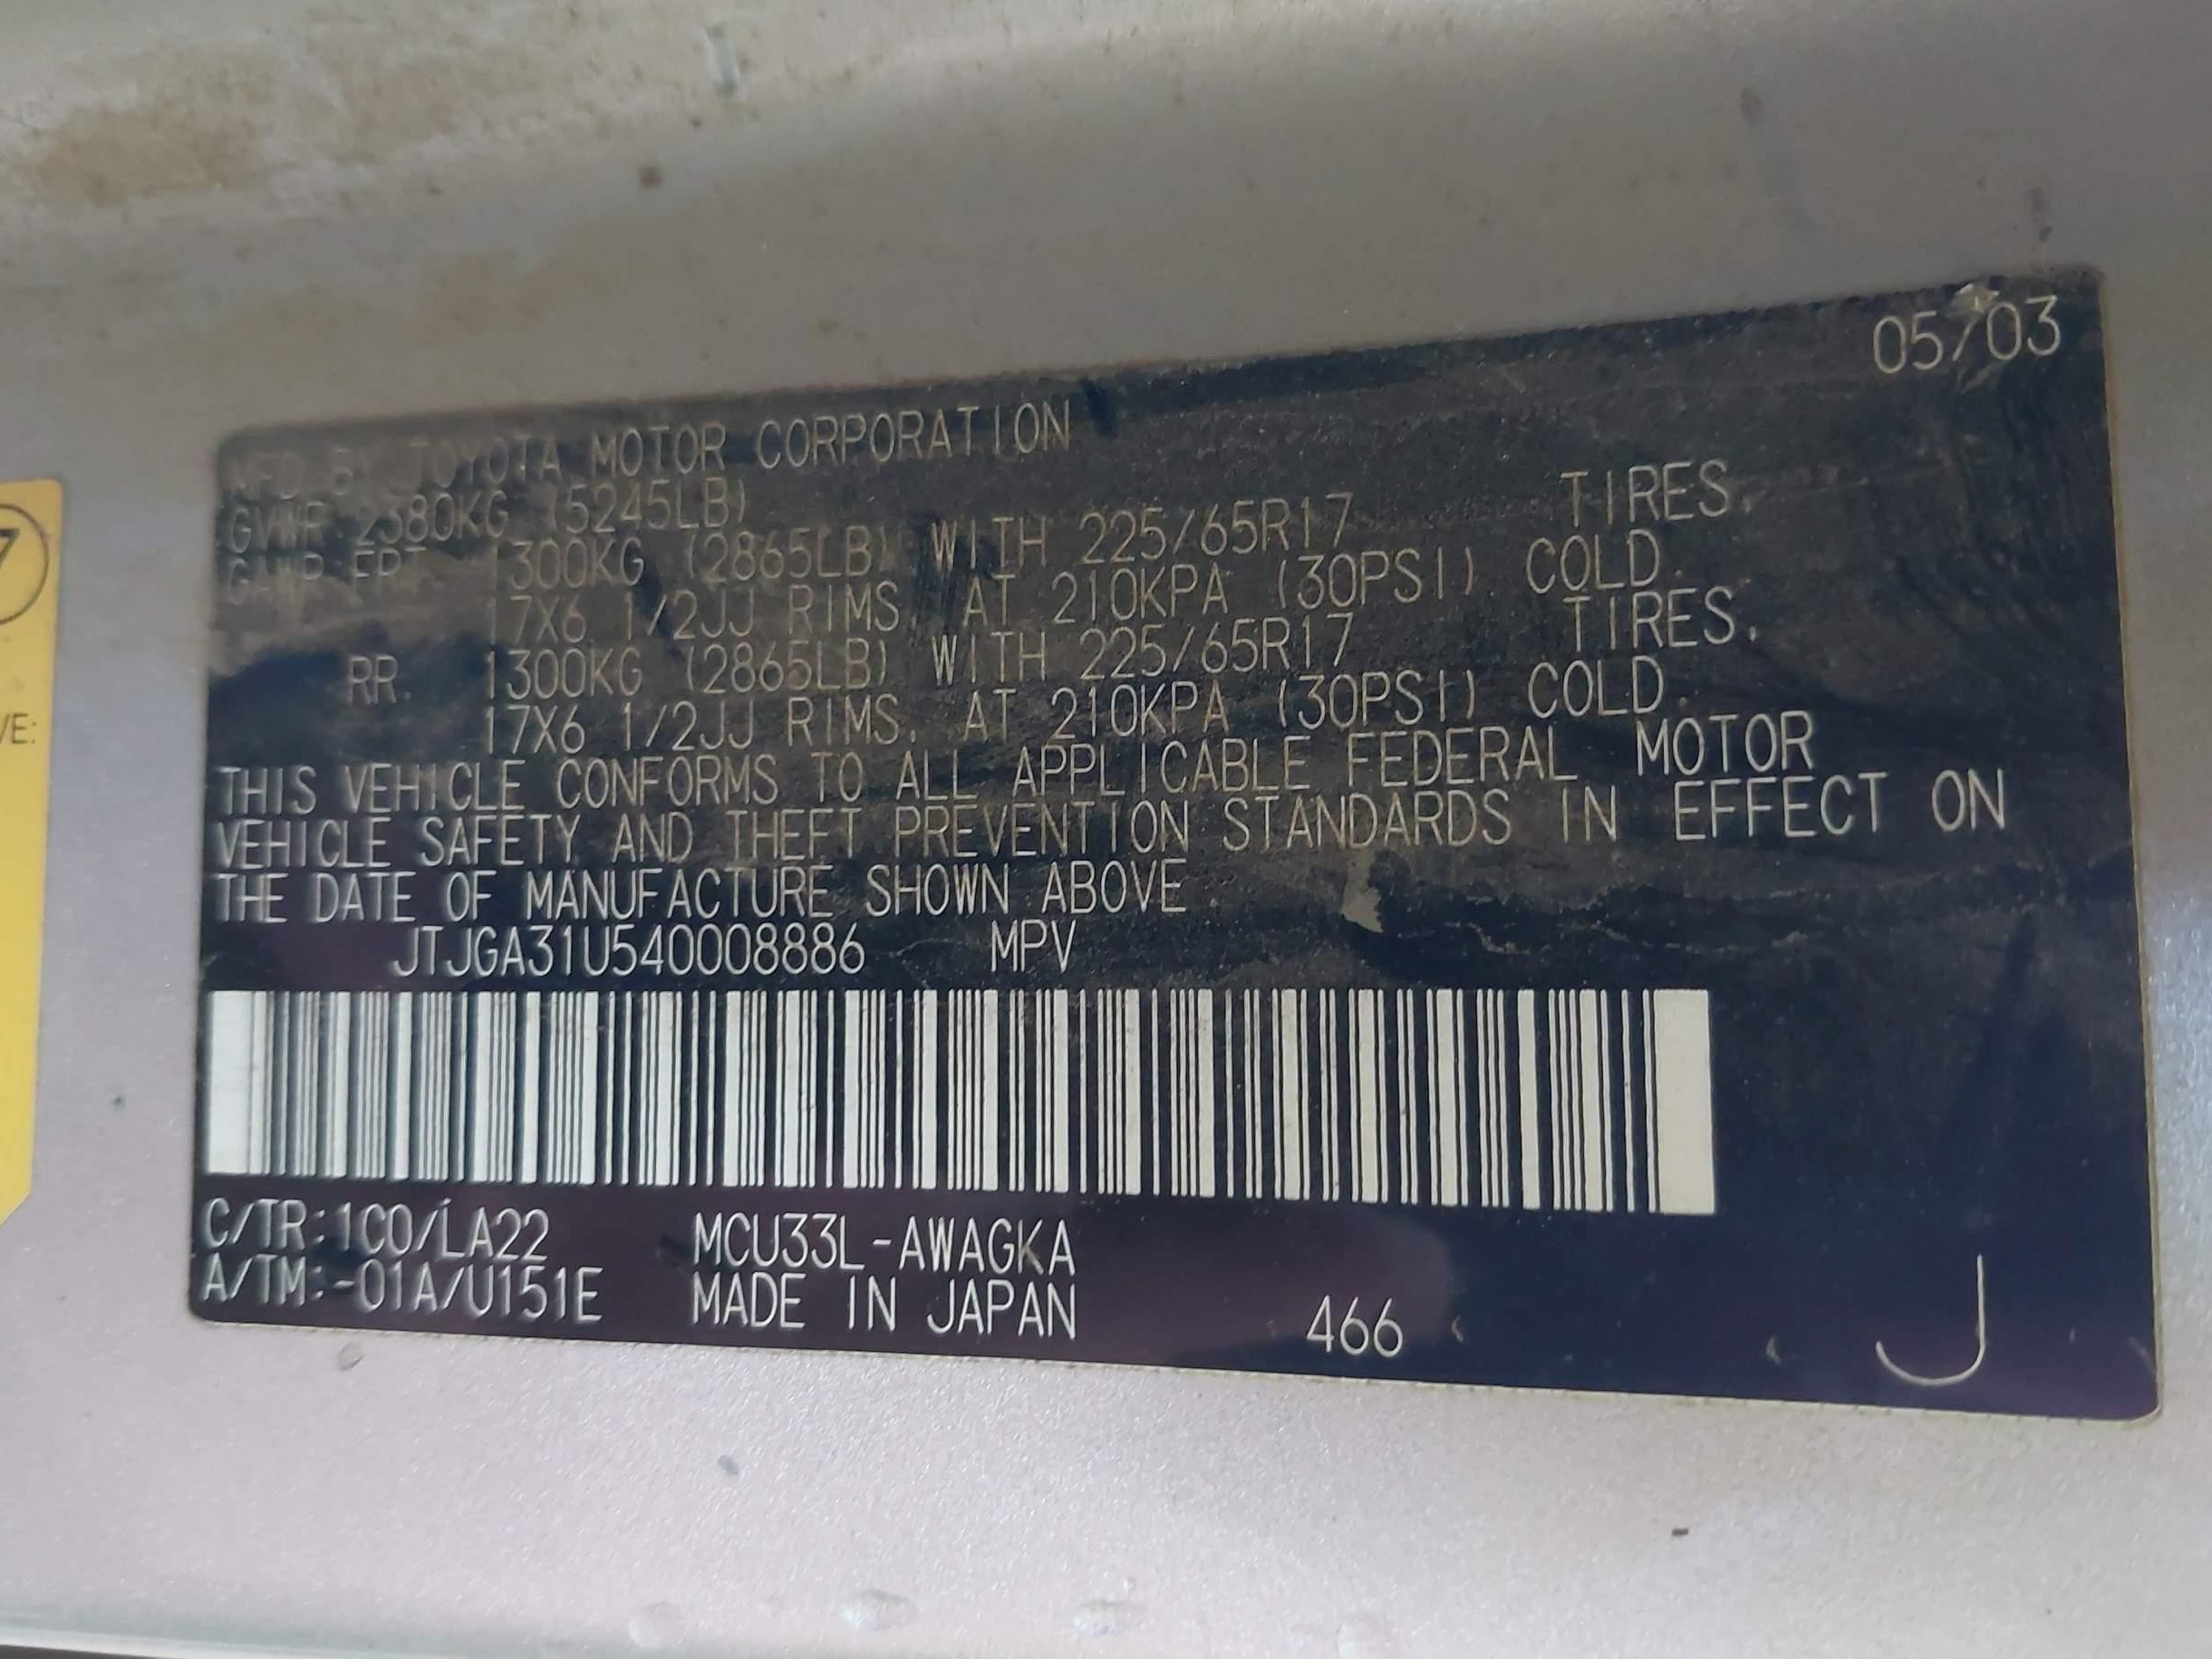 05/03
MFD BY TOYOTA MOTOR CORPORATION
GVWR 2380KG (5245LB)
GAWR FRT 1300KG (2865LB) WITH 225/65R17 TIRES,
17X6 1/2JJ RIMS, AT 210KPA (30PSI) COLD.
RR. 1300KG (2865LB) WITH 225/65R17 TIRES,
17X6 1/2JJ RIMS, AT 210KPA (30PSI) COLD.
THIS VEHICLE CONFORMS TO ALL APPLICABLE FEDERAL MOTOR
VEHICLE SAFETY AND THEFT PREVENTION STANDARDS IN EFFECT ON
THE DATE OF MANUFACTURE SHOWN ABOVE.
JTJGA31U540008886 MPV
C/TR:1C0/LA22 MCU33L-AWAGKA
A/TM:-01A/U151E MADE IN JAPAN 466 J
7
VE: